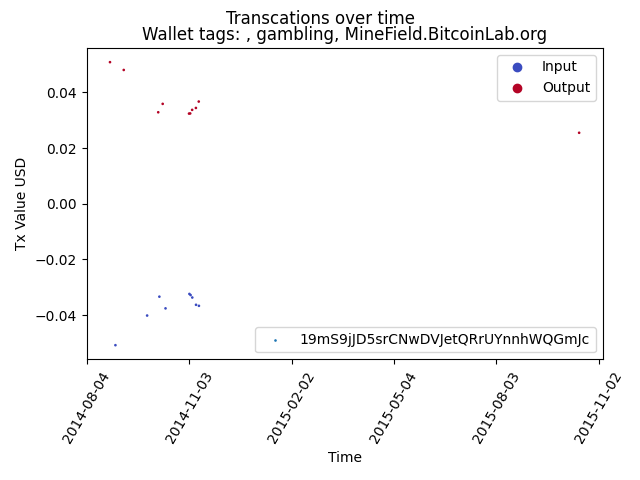 Transcations over time
Wallet tags: , gambling, MineField.BitcoinLab.org
Input
Output
0.04
0.02
0.00
−0.02
−0.04
Tx Value USD
19mS9jJD5srCNwDVJetQRrUYnnhWQGmJc
2014-08-04
2014-11-03
2015-02-02
2015-05-04
2015-08-03
2015-11-02
Time